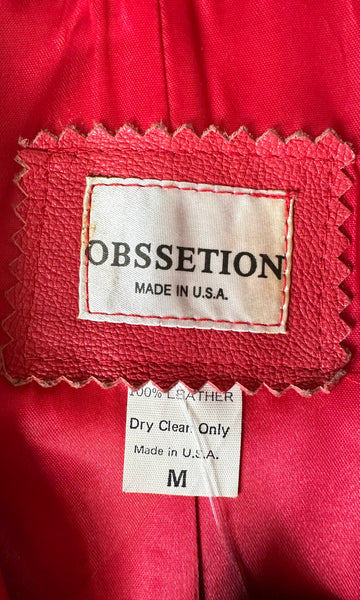 OBSSETION
MADE IN U.S.A.
100% LEATHER
Dry Clean Only
Made in U.S.A
M